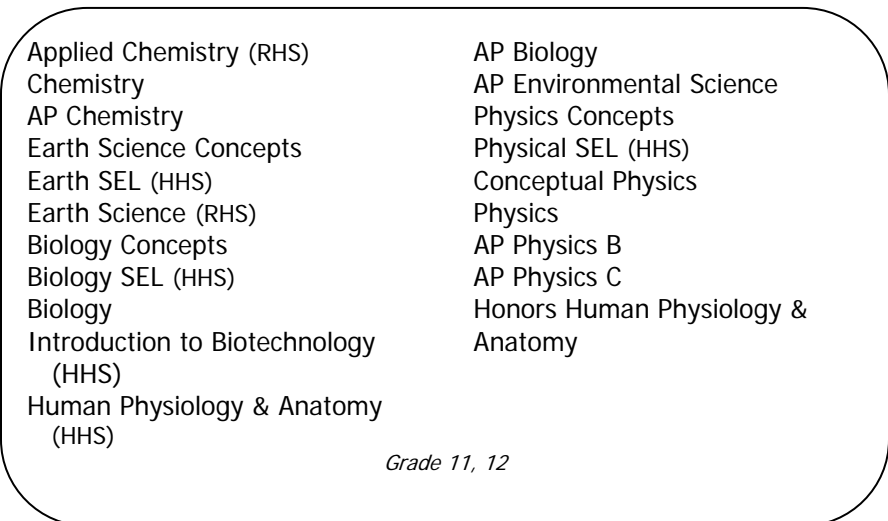 Applied Chemistry (RHS)
Chemistry
AP Chemistry
Earth Science Concepts
Earth SEL (HHS)
Earth Science (RHS)
Biology Concepts
Biology SEL (HHS)
Biology
Introduction to Biotechnology
(HHS)
Human Physiology & Anatomy
(HHS)
AP Biology
AP Environmental Science
Physics Concepts
Physical SEL (HHS)
Conceptual Physics
Physics
AP Physics B
AP Physics C
Honors Human Physiology &
Anatomy
Grade 11, 12